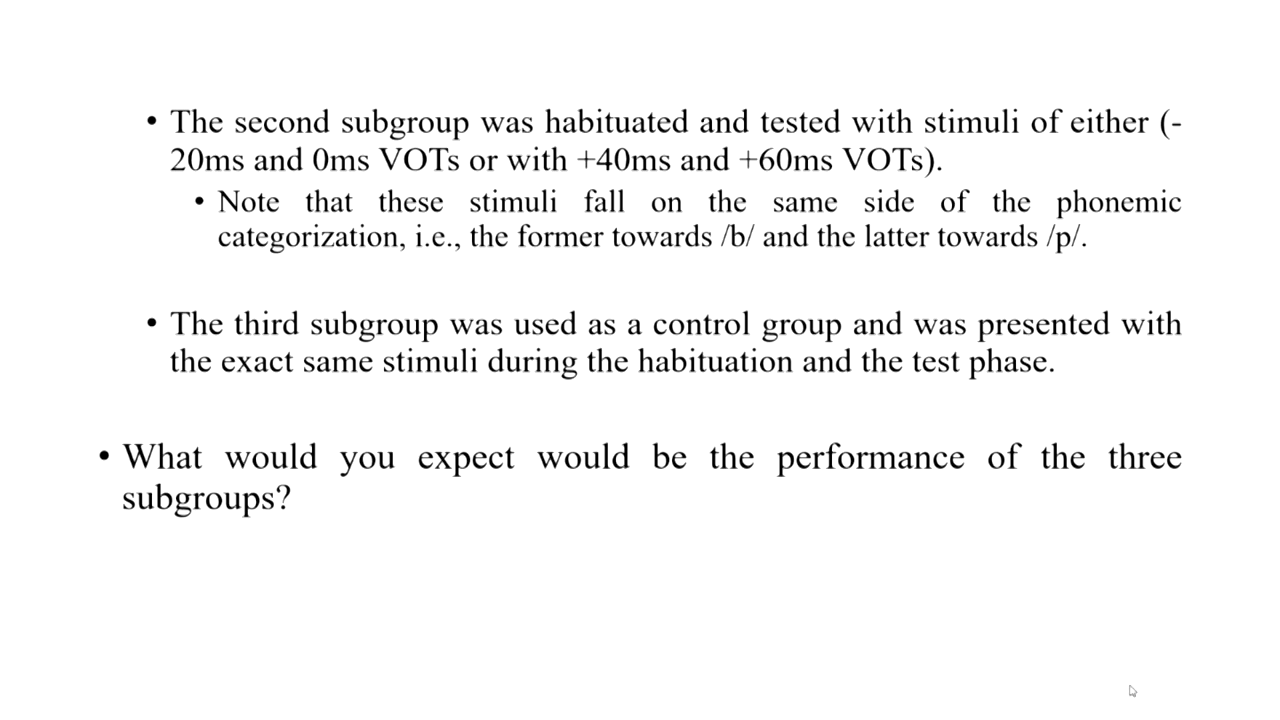 • The second subgroup was habituated and tested with stimuli of either (-
20ms and 0ms VOTs or with +40ms and +60ms VOTs).
• Note that these stimuli fall on the same side of the phonemic
categorization, i.e., the former towards /b/ and the latter towards /p/.
• The third subgroup was used as a control group and was presented with
the exact same stimuli during the habituation and the test phase.
• What would you expect would be the performance of the three
subgroups?